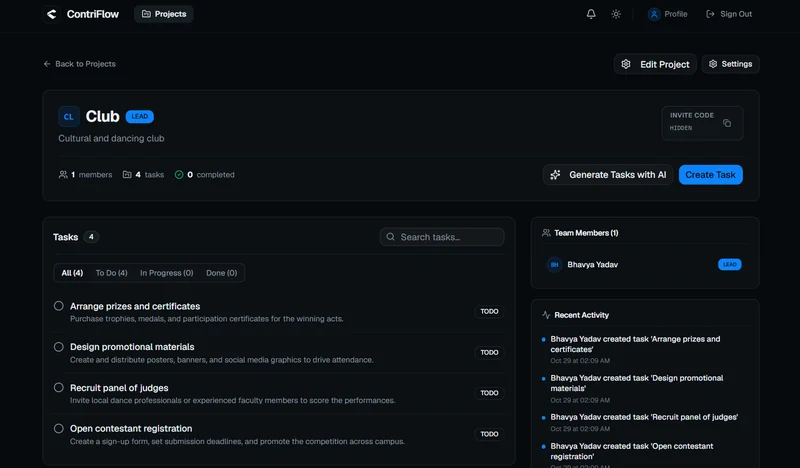 ContriFlow
Projects
Profile
Sign Out
Back to Projects
Edit Project
Settings
CL
Club
LEAD
Cultural and dancing club
INVITE CODE
HIDDEN
1 members
4 tasks
0 completed
Generate Tasks with AI
Create Task
Tasks 4
Search tasks...
All (4)
To Do (4)
In Progress (0)
Done (0)
Arrange prizes and certificates
Purchase trophies, medals, and participation certificates for the winning acts.
TODO
Design promotional materials
Create and distribute posters, banners, and social media graphics to drive attendance.
TODO
Recruit panel of judges
Invite local dance professionals or experienced faculty members to score the performances.
TODO
Open contestant registration
Create a sign-up form, set submission deadlines, and promote the competition across campus.
TODO
Team Members (1)
BH
Bhavya Yadav
LEAD
Recent Activity
Bhavya Yadav created task 'Arrange prizes and
certificates'
Oct 29 at 02:09 AM
Bhavya Yadav created task 'Design promotional
materials'
Oct 29 at 02:09 AM
Bhavya Yadav created task 'Recruit panel of judges'
Oct 29 at 02:09 AM
Bhavya Yadav created task 'Open contestant
registration'
Oct 29 at 02:09 AM